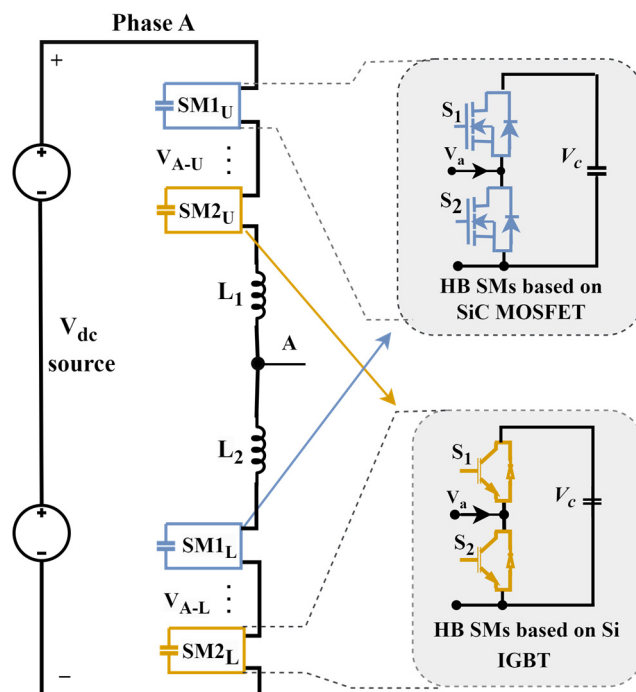 Phase A
+
SM1U
VA-U
SM2U
L1
A
Vdc
source
L2
SM1L
VA-L
SM2L
−
S1
Va
S2
Vc
HB SMs based on
SiC MOSFET
S1
Va
S2
Vc
HB SMs based on Si
IGBT
+
-
+
-